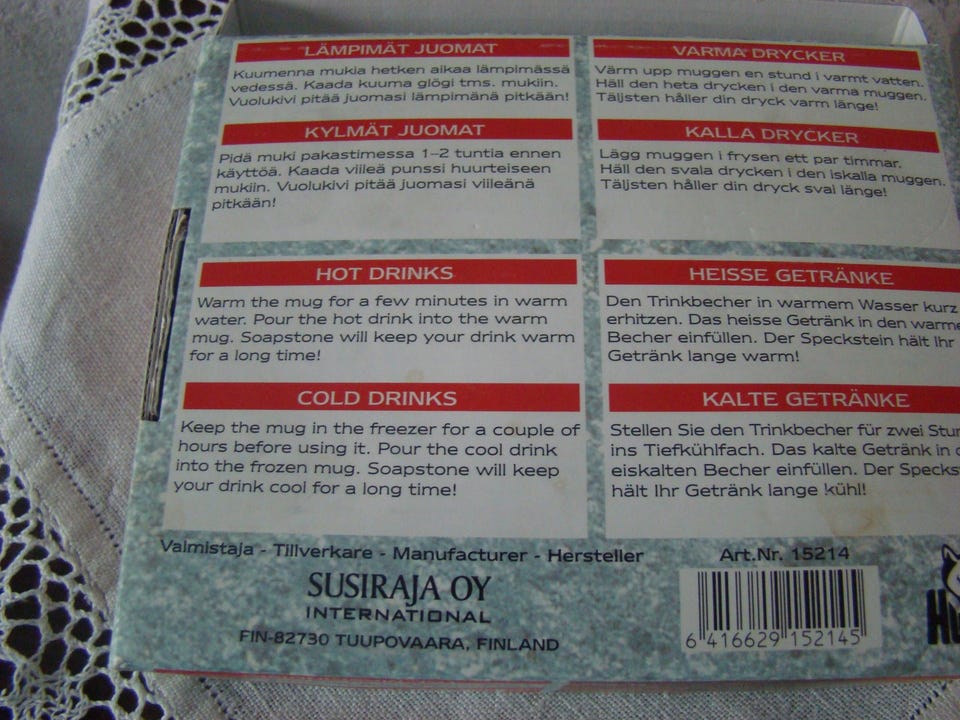 LÄMPIMÄT JUOMAT
Kuumenna mukia hetken aikaa lämpimässä
vedessä. Kaada kuuma glögi tms. mukiin.
Vuolukivi pitää juomasi lämpimänä pitkään!
KYLMÄT JUOMAT
Pidä muki pakastimessa 1–2 tuntia ennen
käyttöä. Kaada viileä punssi huurteiseen
mukiin. Vuolukivi pitää juomasi viileänä
pitkään!
VARMA DRYCKER
Värm upp muggen en stund i varmt vatten.
Häll den heta drycken i den varma muggen.
Täljsten håller din dryck varm länge!
KALLA DRYCKER
Lägg muggen i frysen ett par timmar.
Häll den svala drycken i den iskalla muggen.
Täljsten håller din dryck sval länge!
HOT DRINKS
Warm the mug for a few minutes in warm
water. Pour the hot drink into the warm
mug. Soapstone will keep your drink warm
for a long time!
COLD DRINKS
Keep the mug in the freezer for a couple of
hours before using it. Pour the cool drink
into the frozen mug. Soapstone will keep
your drink cool for a long time!
HEISSE GETRÄNKE
Den Trinkbecher in warmem Wasser kurz
erhitzen. Das heisse Getränk in den warme
Becher einfüllen. Der Speckstein hält Ihr
Getränk lange warm!
KALTE GETRÄNKE
Stellen Sie den Trinkbecher für zwei Stun
ins Tiefkühlfach. Das kalte Getränk in
eiskalten Becher einfüllen. Der Speckst
hält Ihr Getränk lange kühl!
Valmistaja - Tillverkare - Manufacturer - Hersteller
SUSIRAJA OY
INTERNATIONAL
FIN-82730 TUUPOVAARA, FINLAND
Art.Nr. 15214
6 416629 152145